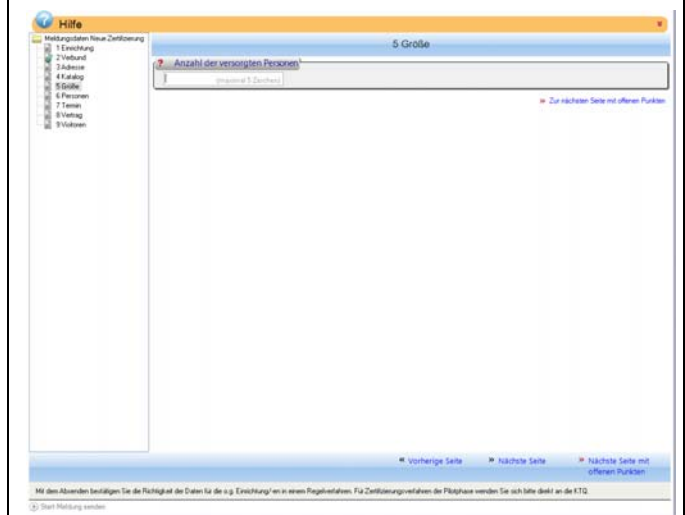 Hilfe
Meldungsdaten Neue Zertifizierung
1 Einrichtung
2 Verbund
3 Adresse
4 Katalog
5 Größe
6 Personen
7 Termin
8 Vertrag
9 Visitoren
5 Größe
? Anzahl der versorgten Personen
(maximal 5 Zeichen)
» Zur nächsten Seite mit offenen Punkten
« Vorherige Seite » Nächste Seite » Nächste Seite mit
offenen Punkten
Mit dem Absenden bestätigen Sie die Richtigkeit der Daten für die o.g. Einrichtung/-en in einem Regelverfahren. Für Zertifizierungsverfahren der Pilotphase wenden Sie sich bitte direkt an die KTQ.
Start Meldung senden